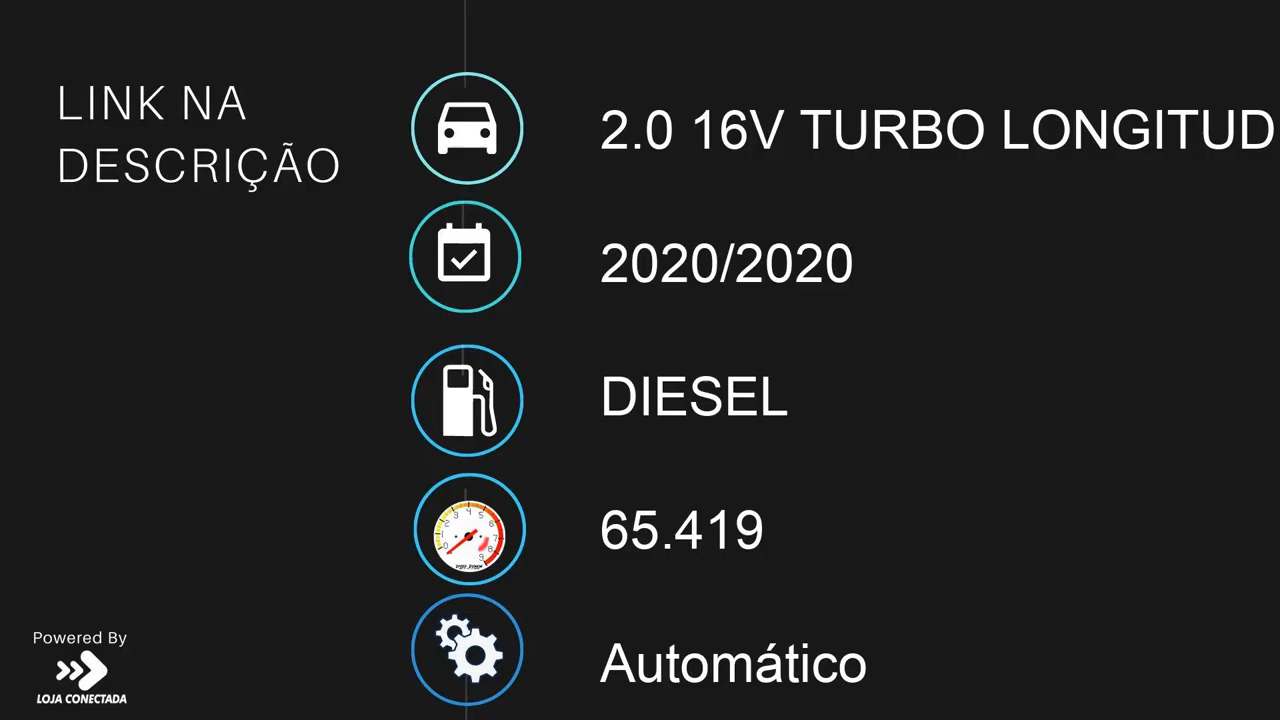 LINK NA
DESCRIÇÃO
2.0 16V TURBO LONGITUD
2020/2020
DIESEL
65.419
Automático
Powered By
LOJA CONECTADA